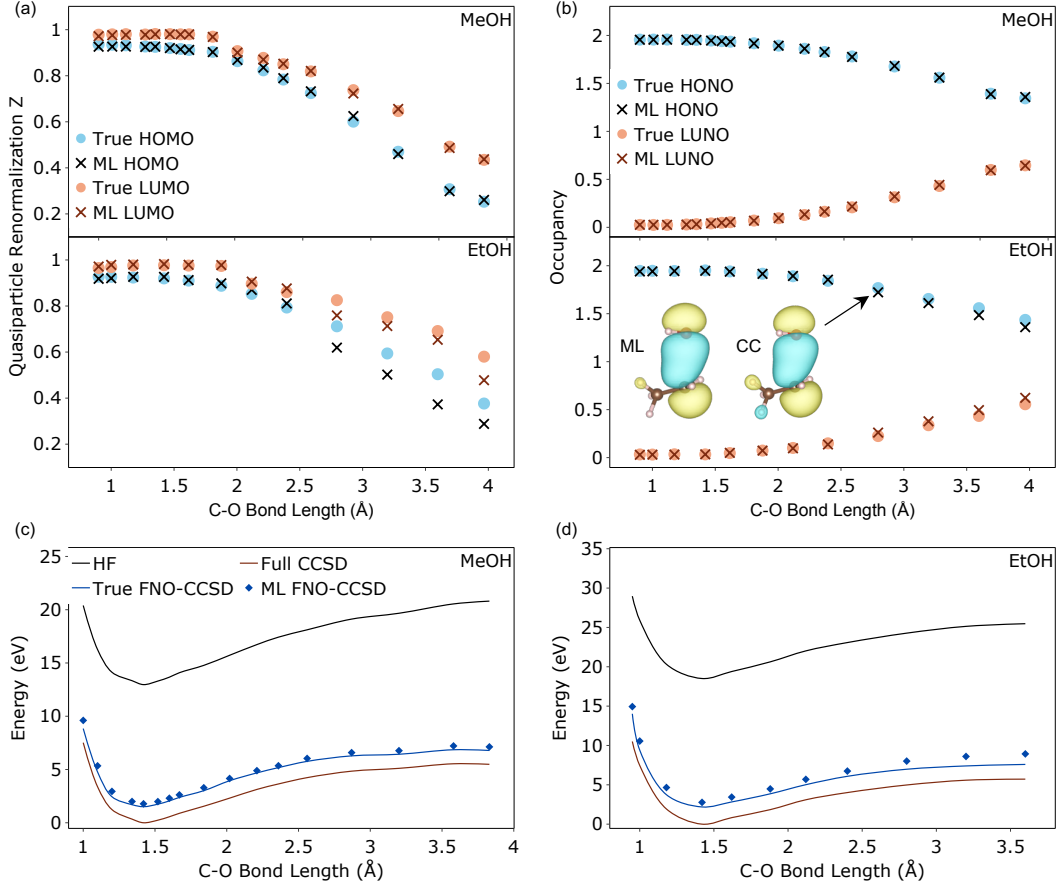 (a)
MeOH
1
0.8
0.6
0.4
0.2
True HOMO
ML HOMO
True LUMO
ML LUMO
EtOH
1
0.8
0.6
0.4
0.2
Quasiparticle Renormalization Z
1 1.5 2 2.5 3 3.5 4
C-O Bond Length (Å)
(b)
MeOH
2
1.5
1
0.5
0
True HONO
ML HONO
True LUNO
ML LUNO
EtOH
2
1.5
1
0.5
0
ML
CC
Occupancy
1 1.5 2 2.5 3 3.5 4
C-O Bond Length (Å)
(c)
MeOH
HF
Full CCSD
True FNO-CCSD
ML FNO-CCSD
25
20
15
10
5
0
Energy (eV)
1 1.5 2 2.5 3 3.5 4
C-O Bond Length (Å)
(d)
EtOH
35
30
25
20
15
10
5
0
Energy (eV)
1 1.5 2 2.5 3 3.5
C-O Bond Length (Å)